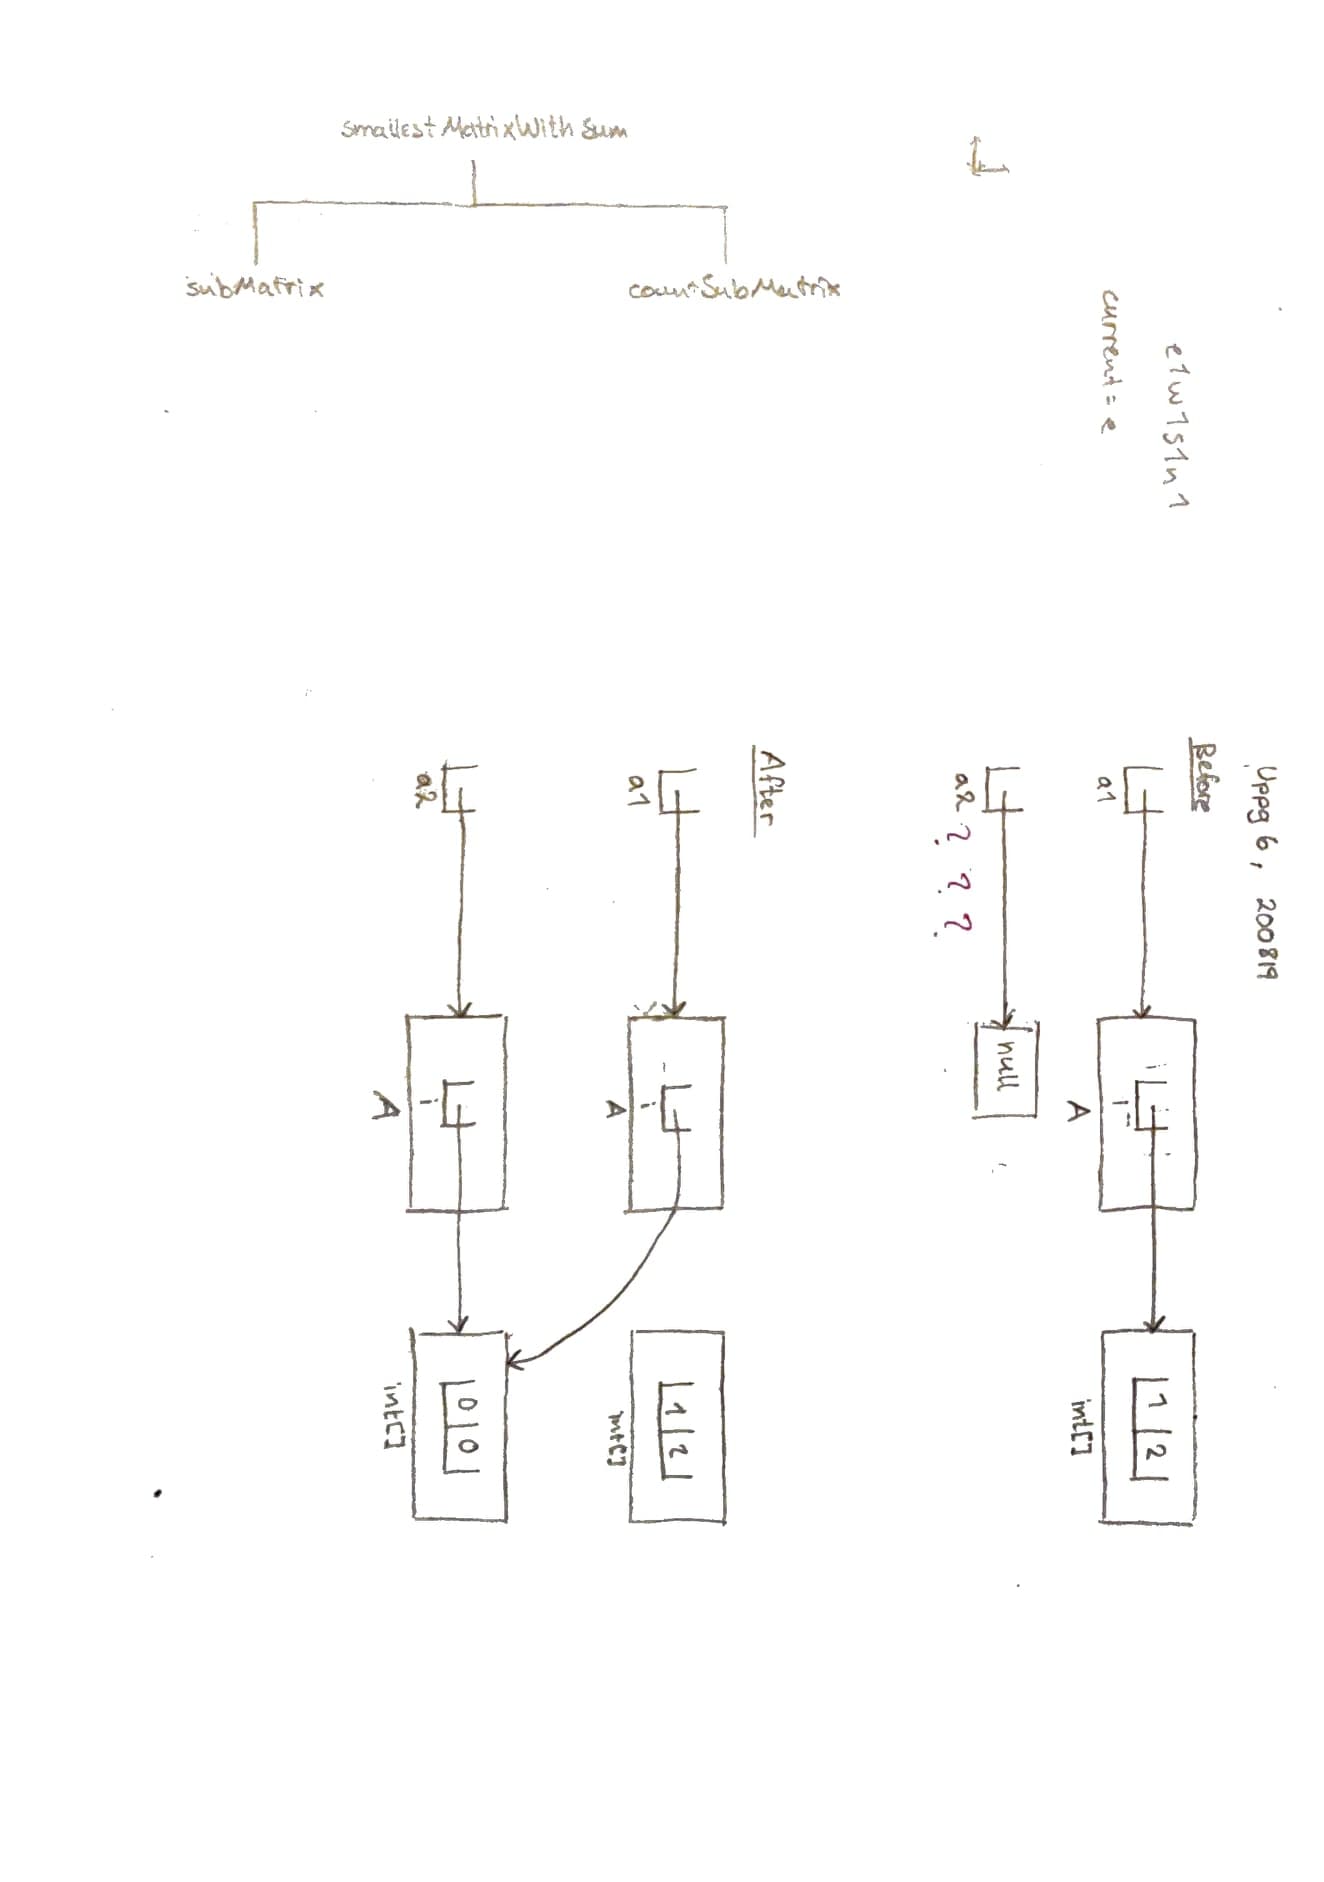 smallestMatrixWithSum
subMatrix
countSubMatrix
e1w1s1n1
current = e
Uppg 6, 200819
Before
a1
i
A
1 2
int[]
a2
???
null
After
a1
i
A
1 2
int[]
a2
i
A
0 0
int[]